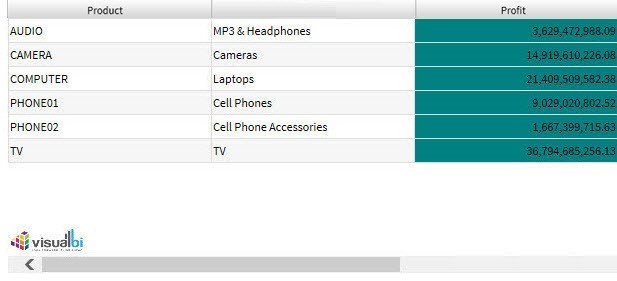 Product Profit
AUDIO MP3 & Headphones 3,629,472,988.09
CAMERA Cameras 14,919,610,226.08
COMPUTER Laptops 21,409,509,582.38
PHONE01 Cell Phones 9,029,020,802.52
PHONE02 Cell Phone Accessories 1,667,399,715.63
TV TV 36,794,685,256.13
visualbi